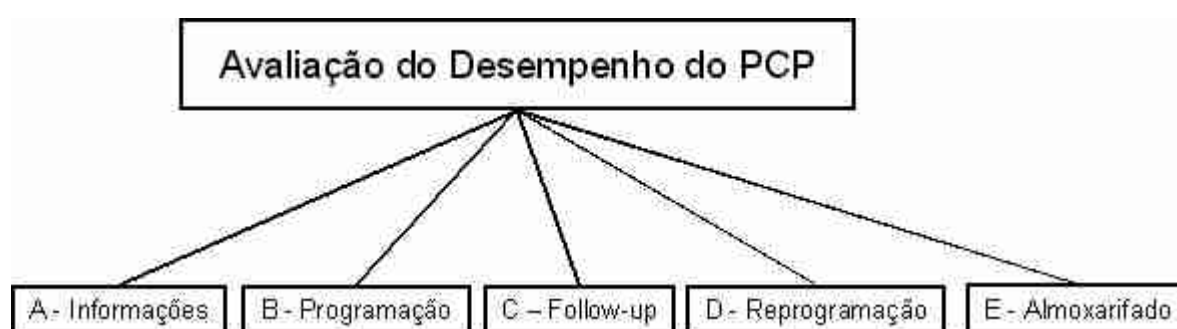 Avaliação do Desempenho do PCP
A - Informações
B - Programação
C – Follow-up
D - Reprogramação
E - Almoxarifado